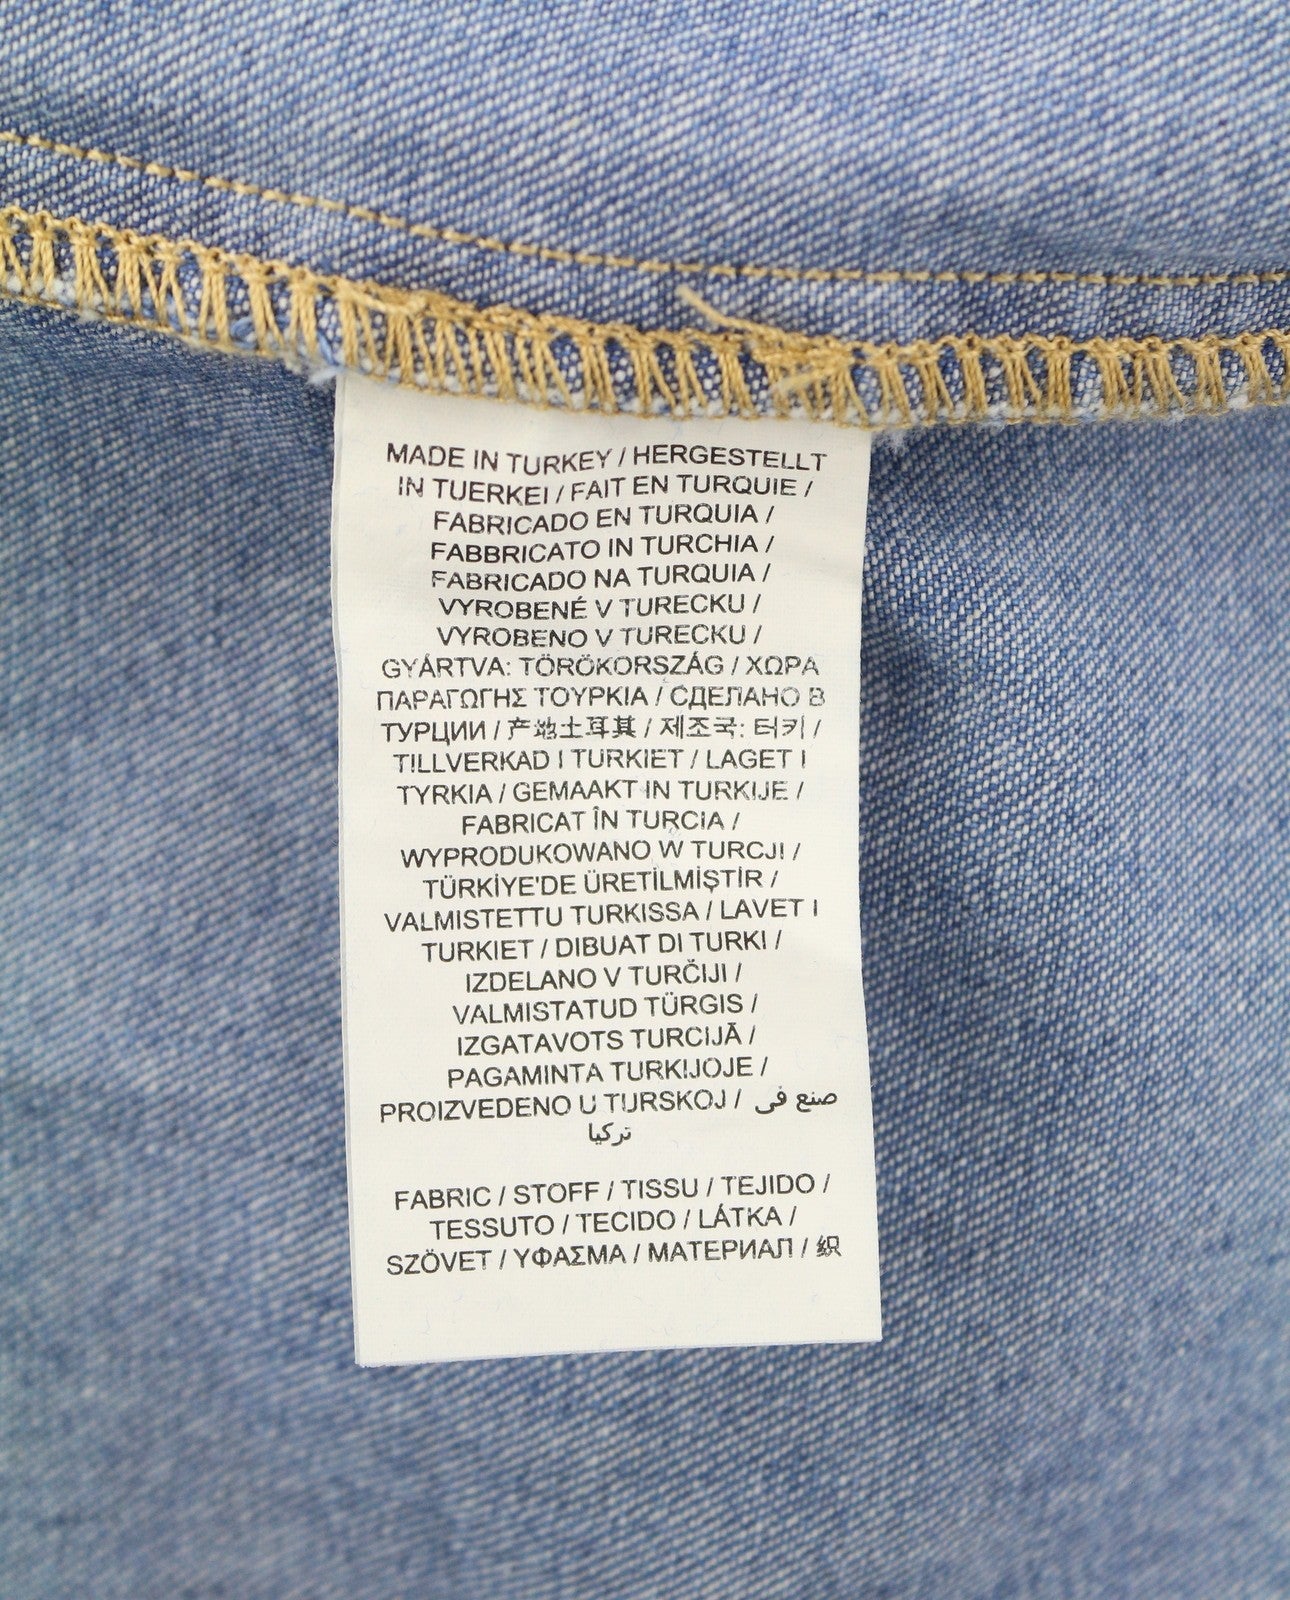 MADE IN TURKEY / HERGESTELLT
IN TUERKEI / FAIT EN TURQUIE /
FABRICADO EN TURQUIA /
FABBRICATO IN TURCHIA /
FABRICADO NA TURQUIA /
VYROBENÉ V TURECKU /
VYROBENO V TURECKU /
GYÁRTVA: TÖRÖKORSZÁG / ΧΩΡΑ
ΠΑΡΑΓΩΓΗΣ ΤΟΥΡΚΙΑ / СДЕЛАНО В
ТУРЦИИ / 产地土耳其 / 제조국: 터키 /
TILLVERKAD I TURKIET / LAGET I
TYRKIA / GEMAAKT IN TURKIJE /
FABRICAT ÎN TURCIA /
WYPRODUKOWANO W TURCJI /
TÜRKİYE'DE ÜRETİLMİŞTİR /
VALMISTETTU TURKISSA / LAVET I
TURKIET / DIBUAT DI TURKI /
IZDELANO V TURČIJI /
VALMISTATUD TÜRGIS /
IZGATAVOTS TURCIJĀ /
PAGAMINTA TURKIJOJE /
PROIZVEDENO U TURSKOJ / صنع في
تركيا
FABRIC / STOFF / TISSU / TEJIDO /
TESSUTO / TECIDO / LÁTKA /
SZÖVET / ΥΦΑΣΜΑ / МАТЕРИАЛ / 织